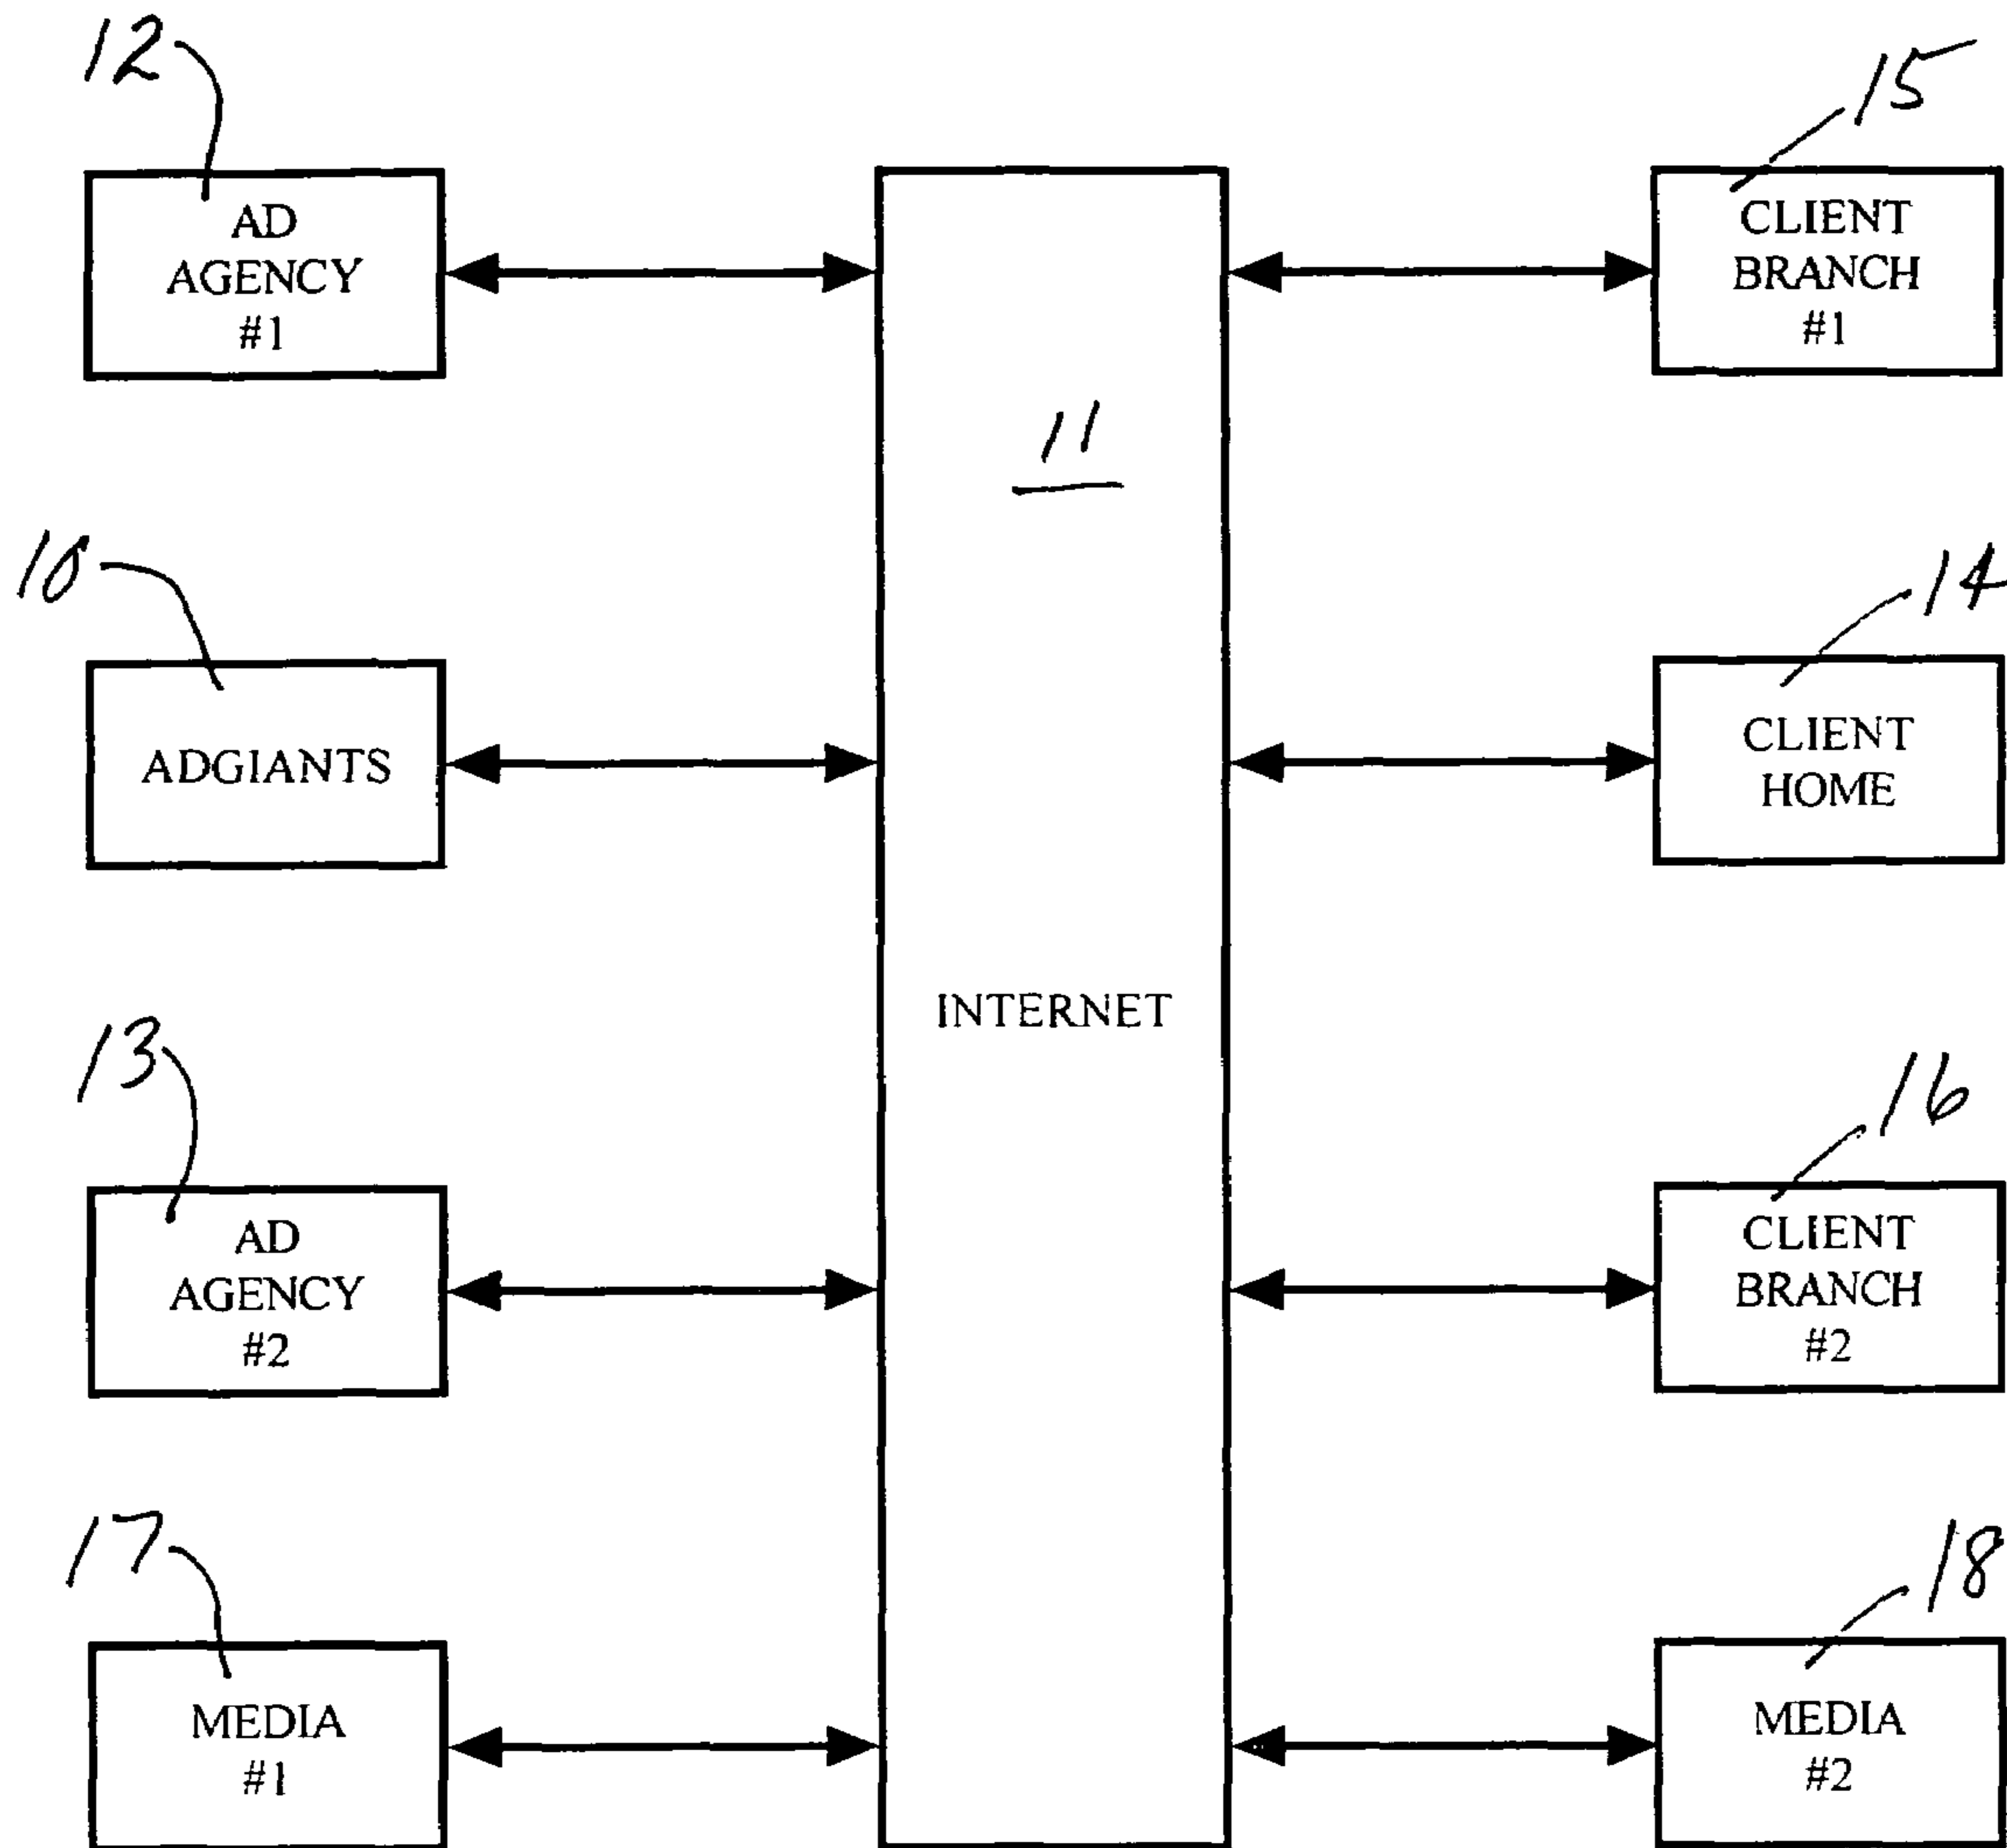 12
AD
AGENCY
#1
10
ADGIANTS
13
AD
AGENCY
#2
17
MEDIA
#1
11
INTERNET
15
CLIENT
BRANCH
#1
14
CLIENT
HOME
16
CLIENT
BRANCH
#2
18
MEDIA
#2